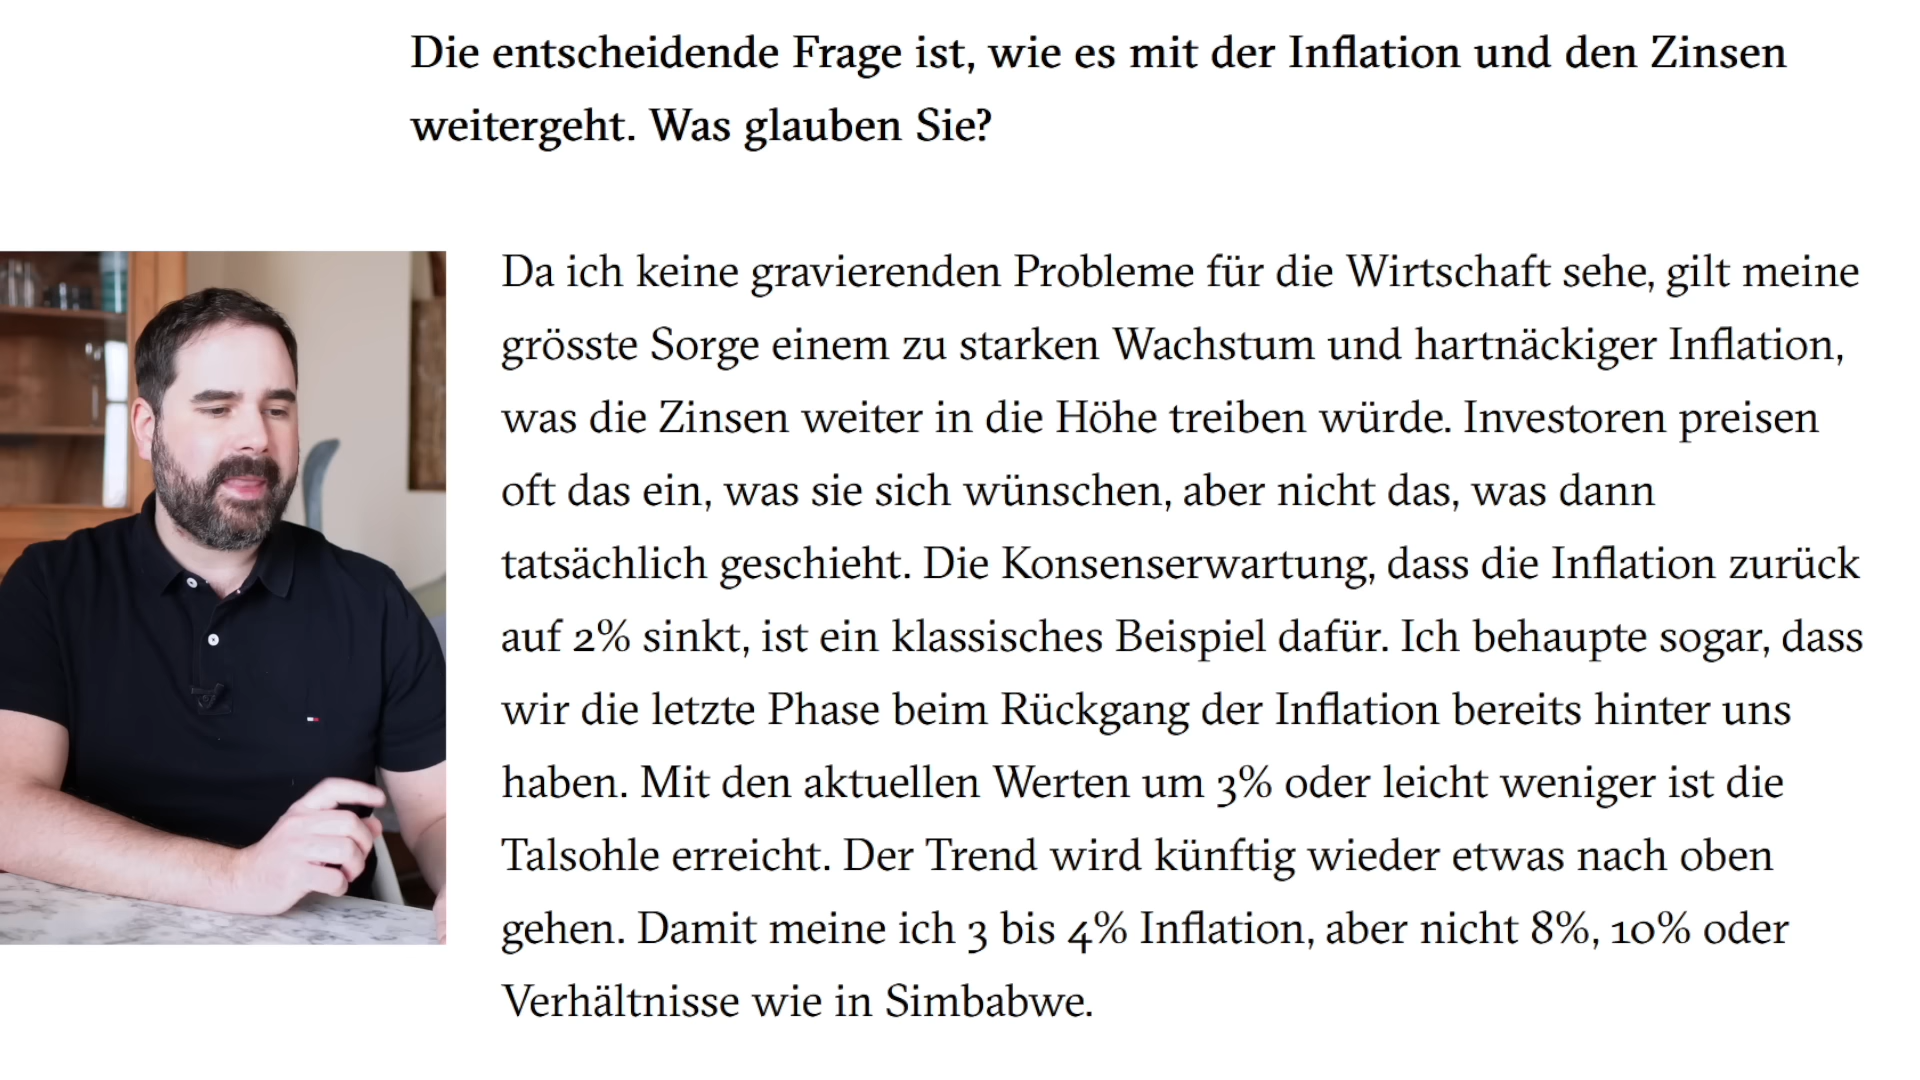 Die entscheidende Frage ist, wie es mit der Inflation und den Zinsen
weitergeht. Was glauben Sie?
Da ich keine gravierenden Probleme für die Wirtschaft sehe, gilt meine
grösste Sorge einem zu starken Wachstum und hartnäckiger Inflation,
was die Zinsen weiter in die Höhe treiben würde. Investoren preisen
oft das ein, was sie sich wünschen, aber nicht das, was dann
tatsächlich geschieht. Die Konsenserwartung, dass die Inflation zurück
auf 2% sinkt, ist ein klassisches Beispiel dafür. Ich behaupte sogar, dass
wir die letzte Phase beim Rückgang der Inflation bereits hinter uns
haben. Mit den aktuellen Werten um 3% oder leicht weniger ist die
Talsohle erreicht. Der Trend wird künftig wieder etwas nach oben
gehen. Damit meine ich 3 bis 4% Inflation, aber nicht 8%, 10% oder
Verhältnisse wie in Simbabwe.